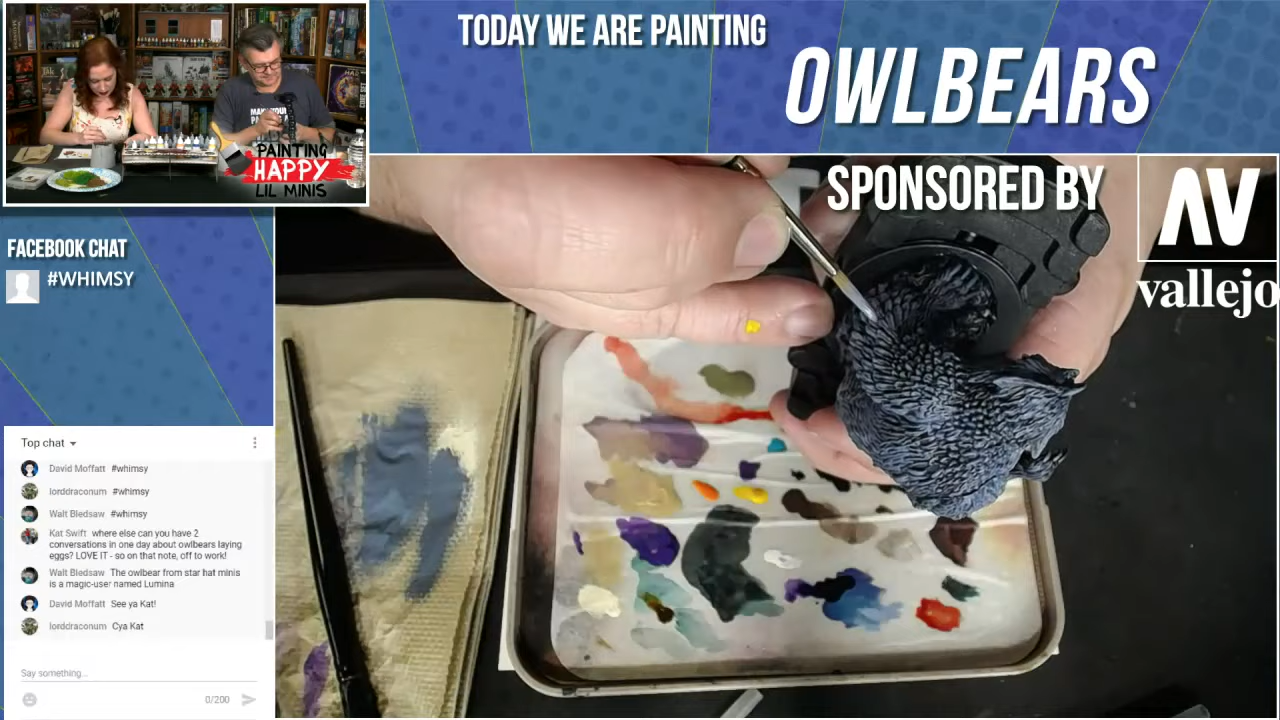 TODAY WE ARE PAINTING
OWLBEARS
MAKE YOUR
PAINTING
HAPPY
LIL MINIS
SPONSORED BY
AV
vallejo
FACEBOOK CHAT
#WHIMSY
Top chat
David Moffatt #whimsy
lorddraconum #whimsy
Walt Bledsaw #whimsy
Kat Swift where else can you have 2
conversations in one day about owlbears laying
eggs? LOVE IT - so on that note, off to work!
Walt Bledsaw The owlbear from star hat minis
is a magic-user named Lumina
David Moffatt See ya Kat!
lorddraconum Cya Kat
Say something...
0/200